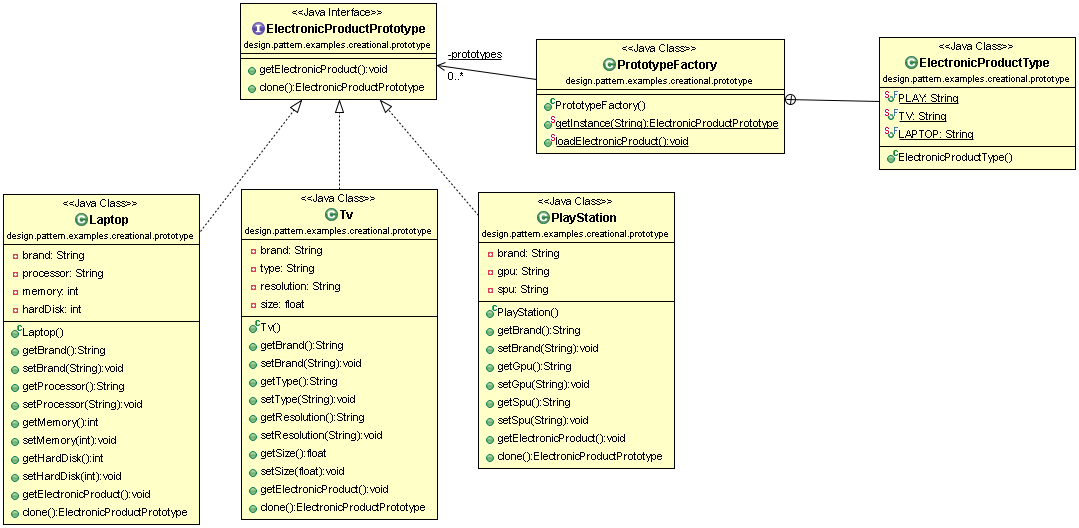 <<Java Interface>>
ElectronicProductPrototype
design.pattern.examples.creational.prototype
getElectronicProduct():void
clone():ElectronicProductPrototype
-prototypes
0..*
<<Java Class>>
PrototypeFactory
design.pattern.examples.creational.prototype
PrototypeFactory()
getInstance(String):ElectronicProductPrototype
loadElectronicProduct():void
<<Java Class>>
ElectronicProductType
design.pattern.examples.creational.prototype
PLAY: String
TV: String
LAPTOP: String
ElectronicProductType()
<<Java Class>>
Laptop
design.pattern.examples.creational.prototype
brand: String
processor: String
memory: int
hardDisk: int
Laptop()
getBrand():String
setBrand(String):void
getProcessor():String
setProcessor(String):void
getMemory():int
setMemory(int):void
getHardDisk():int
setHardDisk(int):void
getElectronicProduct():void
clone():ElectronicProductPrototype
<<Java Class>>
Tv
design.pattern.examples.creational.prototype
brand: String
type: String
resolution: String
size: float
Tv()
getBrand():String
setBrand(String):void
getType():String
setType(String):void
getResolution():String
setResolution(String):void
getSize():float
setSize(float):void
getElectronicProduct():void
clone():ElectronicProductPrototype
<<Java Class>>
PlayStation
design.pattern.examples.creational.prototype
brand: String
gpu: String
spu: String
PlayStation()
getBrand():String
setBrand(String):void
getGpu():String
setGpu(String):void
getSpu():String
setSpu(String):void
getElectronicProduct():void
clone():ElectronicProductPrototype